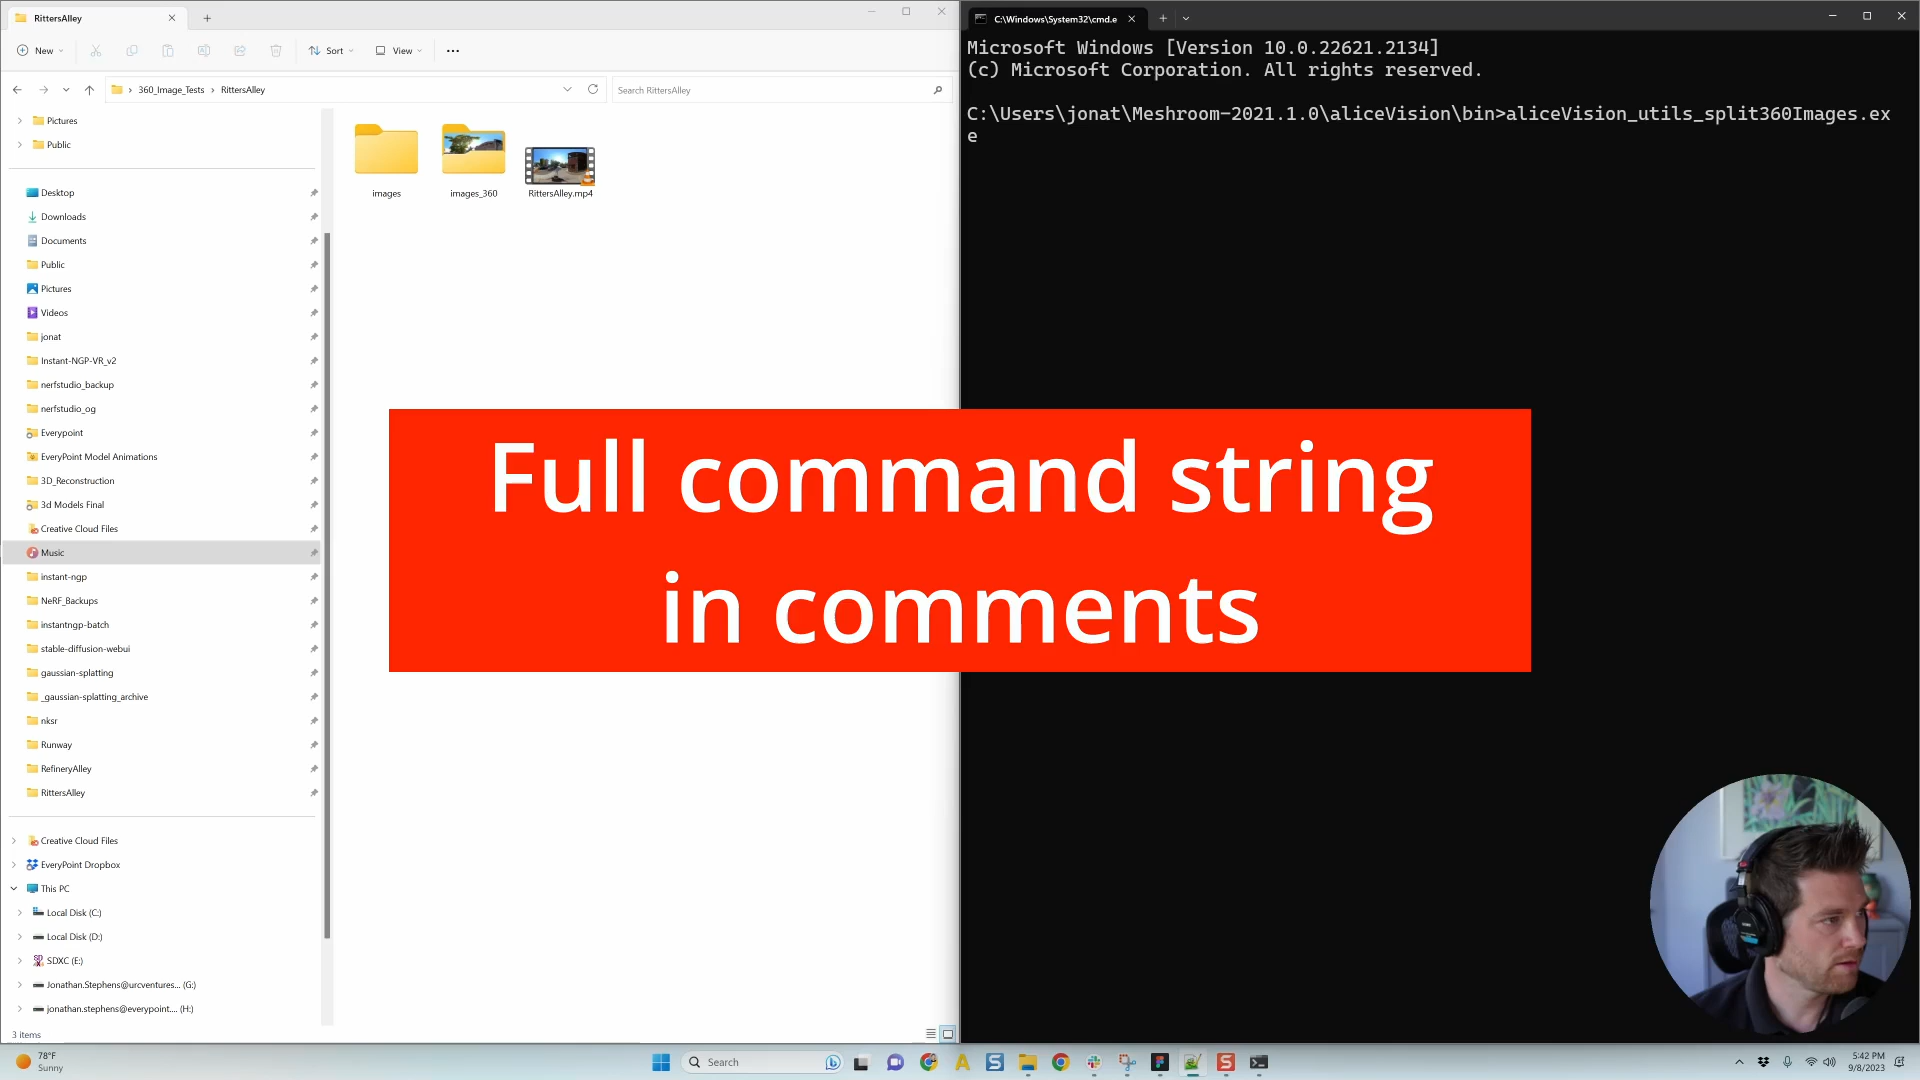 RittersAlley
New
Sort
View
360_Image_Tests
RittersAlley
Search RittersAlley
Pictures
Public
Desktop
Downloads
Documents
Public
Pictures
Videos
jonat
Instant-NGP-VR_v2
nerfstudio_backup
nerfstudio_og
Everypoint
EveryPoint Model Animations
3D_Reconstruction
3d Models Final
Creative Cloud Files
Music
instant-ngp
NeRF_Backups
instantngp-batch
stable-diffusion-webui
gaussian-splatting
_gaussian-splatting_archive
nksr
Runway
RefineryAlley
RittersAlley
Creative Cloud Files
EveryPoint Dropbox
This PC
Local Disk (C:)
Local Disk (D:)
SDXC (E:)
Jonathan.Stephens@urcventures... (G:)
jonathan.stephens@everypoint.... (H:)
3 items
images
images_360
RittersAlley.mp4
C:\Windows\System32\cmd.e
Microsoft Windows [Version 10.0.22621.2134]
(c) Microsoft Corporation. All rights reserved.
C:\Users\jonat\Meshroom-2021.1.0\aliceVision\bin>aliceVision_utils_split360Images.ex
e
Full command string
in comments
78°F
Sunny
Search
5:42 PM
9/8/2023